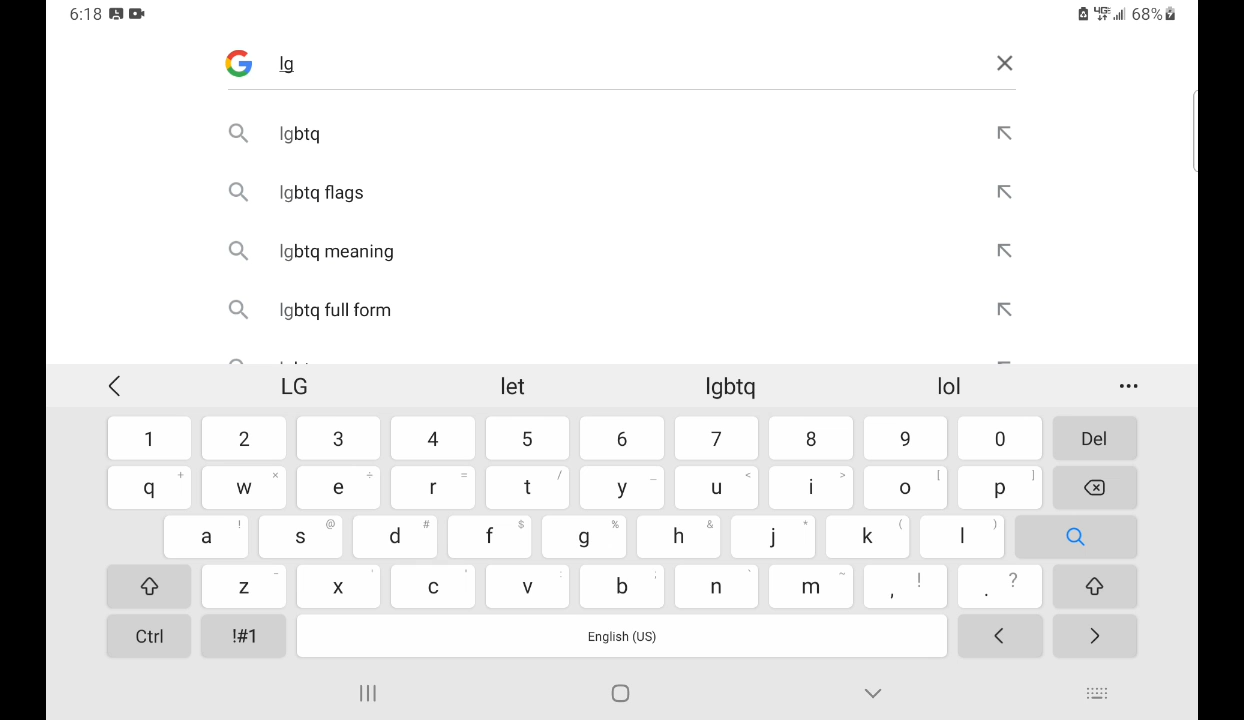 6:18 4GE 68%
lg
lgbtq
lgbtq flags
lgbtq meaning
lgbtq full form
LG let lgbtq lol
1 2 3 4 5 6 7 8 9 0 Del
q + w × e ÷ r = t / y _ u < i > o [ p ]
a ! s @ d # f $ g % h & j * k ( l )
z - x ' c " v : b ; n ` m ~ , ! . ?
Ctrl !#1 English (US) < >